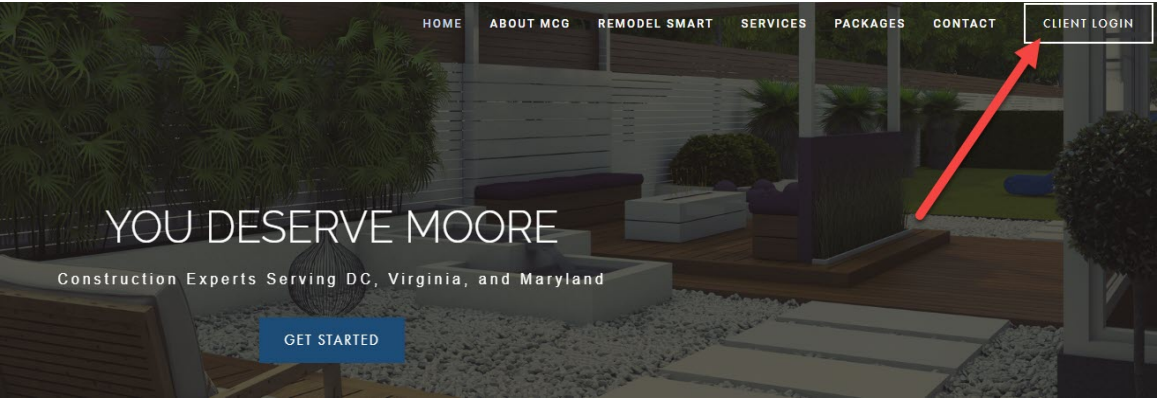 HOME ABOUT MCG REMODEL SMART SERVICES PACKAGES CONTACT CLIENT LOGIN
YOU DESERVE MOORE
Construction Experts Serving DC, Virginia, and Maryland
GET STARTED